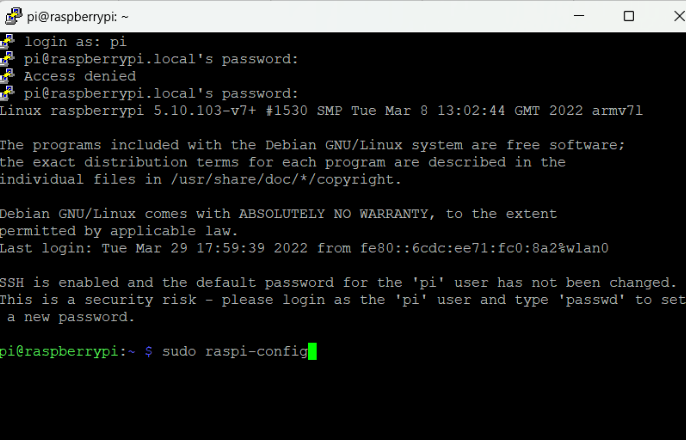 pi@raspberrypi: ~
login as: pi
pi@raspberrypi.local's password:
Access denied
pi@raspberrypi.local's password:
Linux raspberrypi 5.10.103-v7+ #1530 SMP Tue Mar 8 13:02:44 GMT 2022 armv7l
The programs included with the Debian GNU/Linux system are free software;
the exact distribution terms for each program are described in the
individual files in /usr/share/doc/*/copyright.
Debian GNU/Linux comes with ABSOLUTELY NO WARRANTY, to the extent
permitted by applicable law.
Last login: Tue Mar 29 17:59:39 2022 from fe80::6cdc:ee71:fc0:8a2%wlan0
SSH is enabled and the default password for the 'pi' user has not been changed.
This is a security risk - please login as the 'pi' user and type 'passwd' to set
a new password.
pi@raspberrypi:~ $ sudo raspi-config